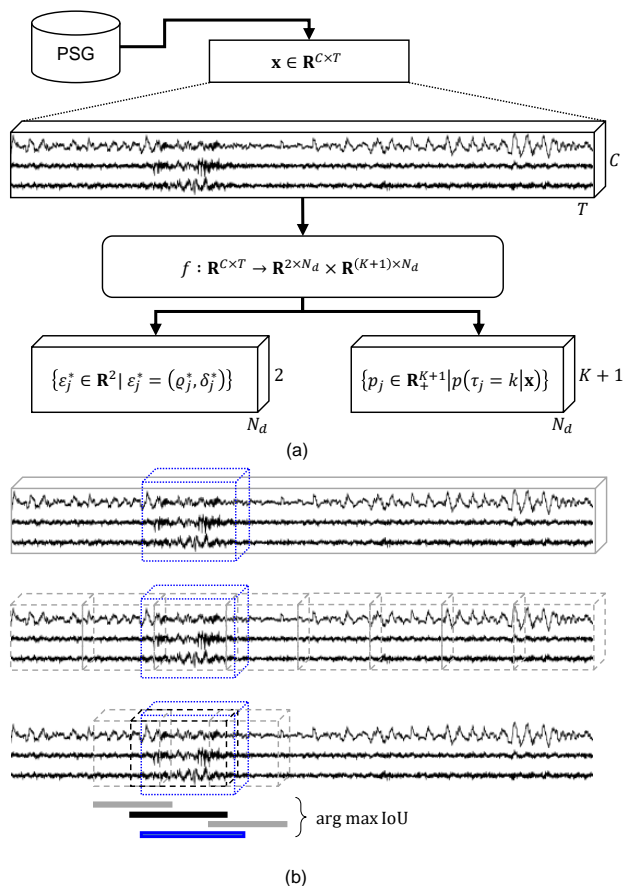 PSG
𝐱 ∈ 𝐑^{C×T}
C
T
f : 𝐑^{C×T} → 𝐑^{2×N_d} × 𝐑^{(K+1)×N_d}
{ε_j^* ∈ 𝐑^2 | ε_j^* = (ϱ_j^*, δ_j^*)}
2
N_d
{p_j ∈ 𝐑_+^{K+1} | p(τ_j = k|𝐱)}
K + 1
N_d
(a)
arg max IoU
(b)